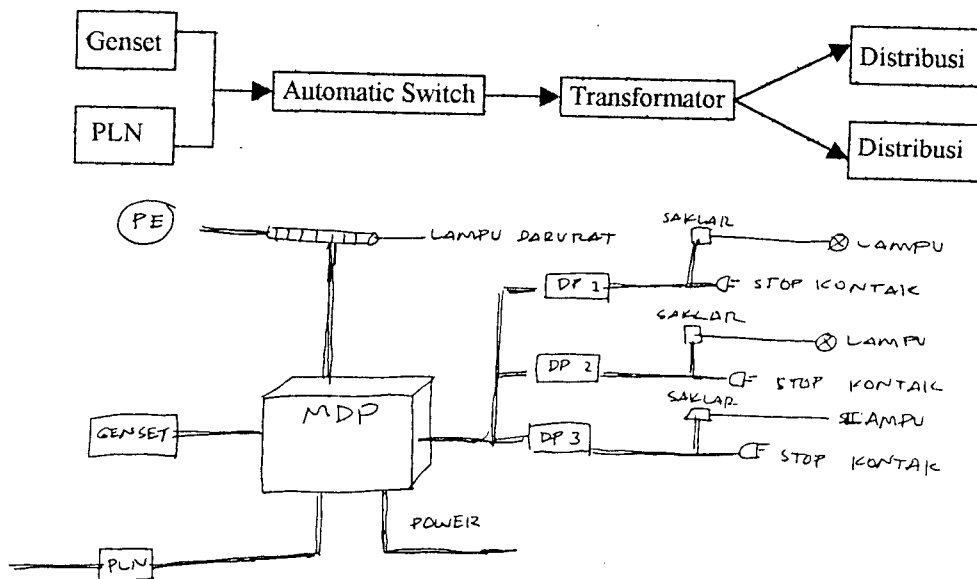 Genset
PLN
Automatic Switch
Transformator
Distribusi
Distribusi
PE
LAMPU DARURAT
SAKLAR
LAMPU
DP 1
STOP KONTAK
SAKLAR
LAMPU
DP 2
STOP KONTAK
MDP
GENSET
SAKLAR
LAMPU
DP 3
STOP KONTAK
POWER
PLN